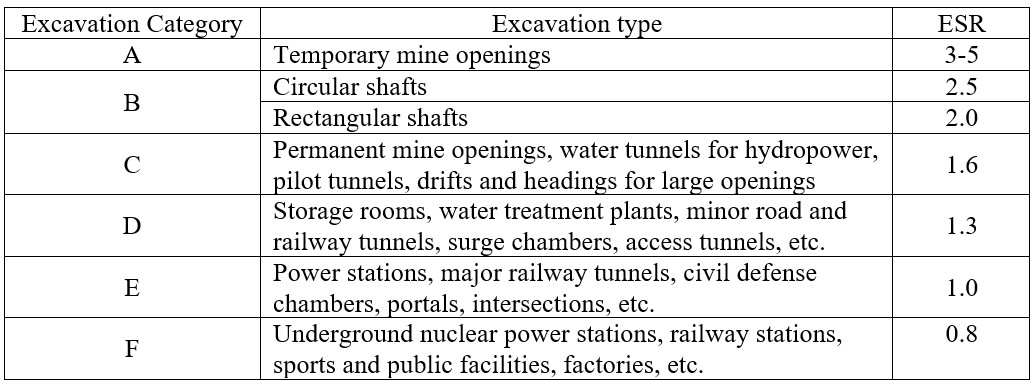 Excavation Category Excavation type ESR
A Temporary mine openings 3-5
B Circular shafts 2.5
Rectangular shafts 2.0
C Permanent mine openings, water tunnels for hydropower, 1.6
pilot tunnels, drifts and headings for large openings
D Storage rooms, water treatment plants, minor road and 1.3
railway tunnels, surge chambers, access tunnels, etc.
E Power stations, major railway tunnels, civil defense 1.0
chambers, portals, intersections, etc.
F Underground nuclear power stations, railway stations, 0.8
sports and public facilities, factories, etc.